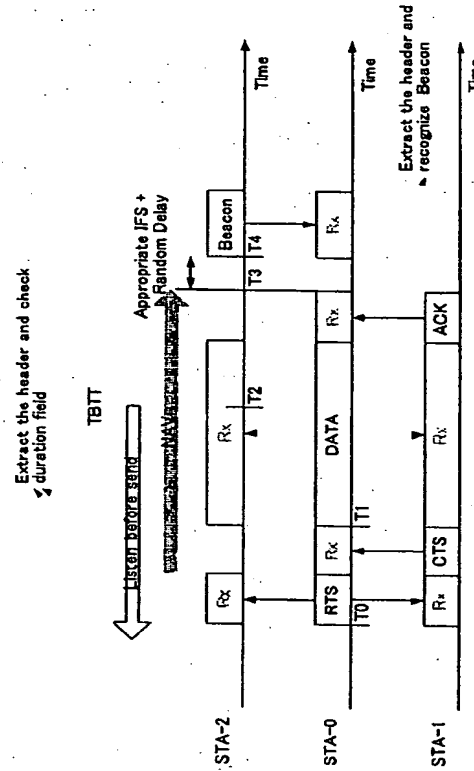 Extract the header and check
duration field
TBTT
Listen before send
NAV
Appropriate IFS +
Random Delay
STA-2
Rx
Rx
T2
T3
T4
Beacon
Time
STA-0
RTS
T0
Rx
T1
DATA
Rx
Rx
Time
STA-1
Rx
CTS
Rx
ACK
Extract the header and
recognize Beacon
Time